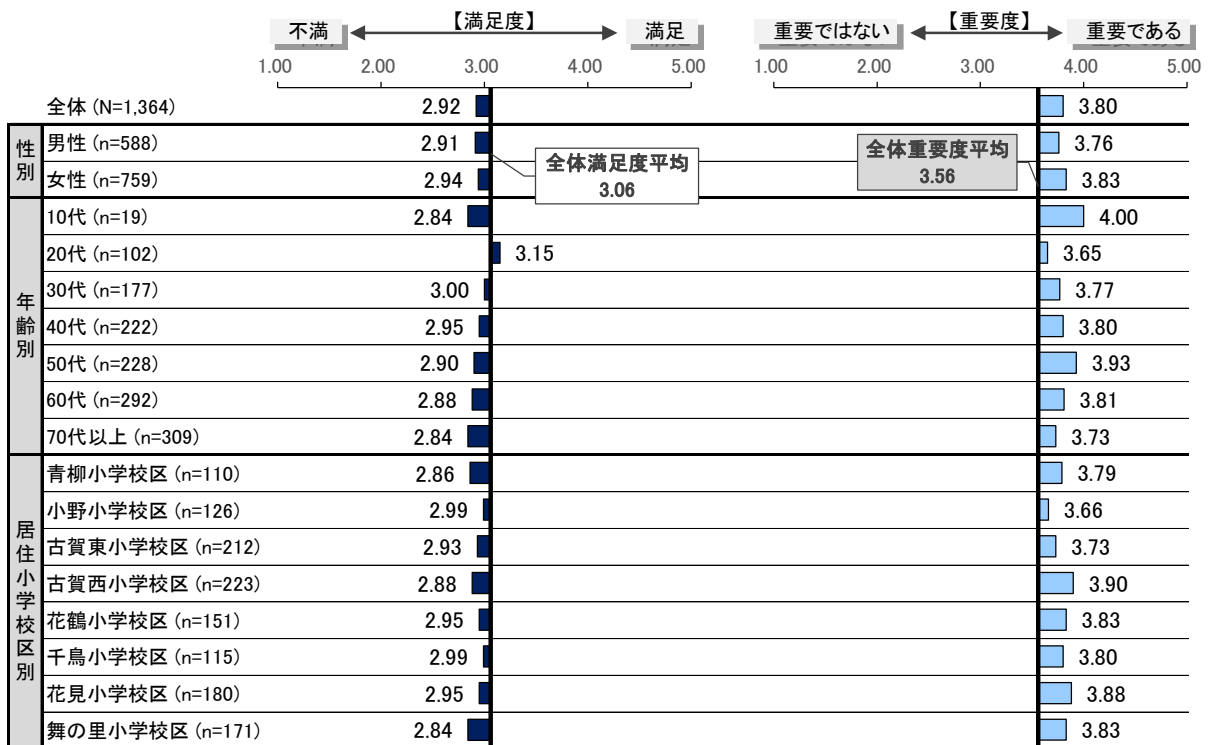 【満足度】 【重要度】
不満 満足 重要ではない 重要である
1.00 2.00 3.00 4.00 5.00 1.00 2.00 3.00 4.00 5.00
全体 (N=1,364) 2.92 3.80
性別
男性 (n=588) 2.91 3.76
女性 (n=759) 2.94 3.83
全体満足度平均
3.06
全体重要度平均
3.56
年齢別
10代 (n=19) 2.84 4.00
20代 (n=102) 3.15 3.65
30代 (n=177) 3.00 3.77
40代 (n=222) 2.95 3.80
50代 (n=228) 2.90 3.93
60代 (n=292) 2.88 3.81
70代以上 (n=309) 2.84 3.73
居住小学校区別
青柳小学校区 (n=110) 2.86 3.79
小野小学校区 (n=126) 2.99 3.66
古賀東小学校区 (n=212) 2.93 3.73
古賀西小学校区 (n=223) 2.88 3.90
花鶴小学校区 (n=151) 2.95 3.83
千鳥小学校区 (n=115) 2.99 3.80
花見小学校区 (n=180) 2.95 3.88
舞の里小学校区 (n=171) 2.84 3.83